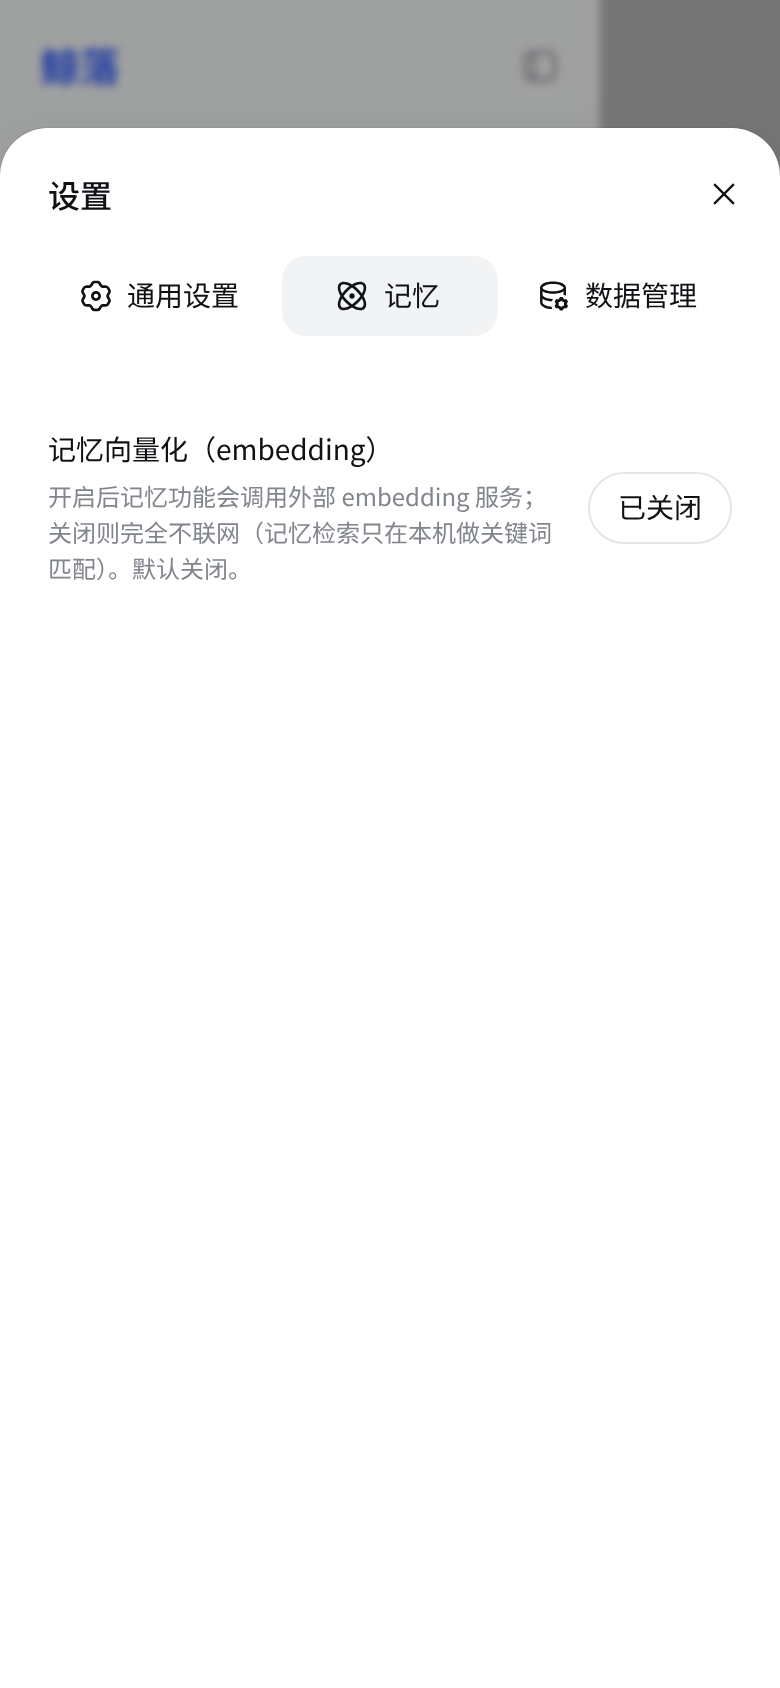 鲸落
设置
通用设置
记忆
数据管理
记忆向量化（embedding）
开启后记忆功能会调用外部 embedding 服务；
关闭则完全不联网（记忆检索只在本机做关键词
匹配）。默认关闭。
已关闭